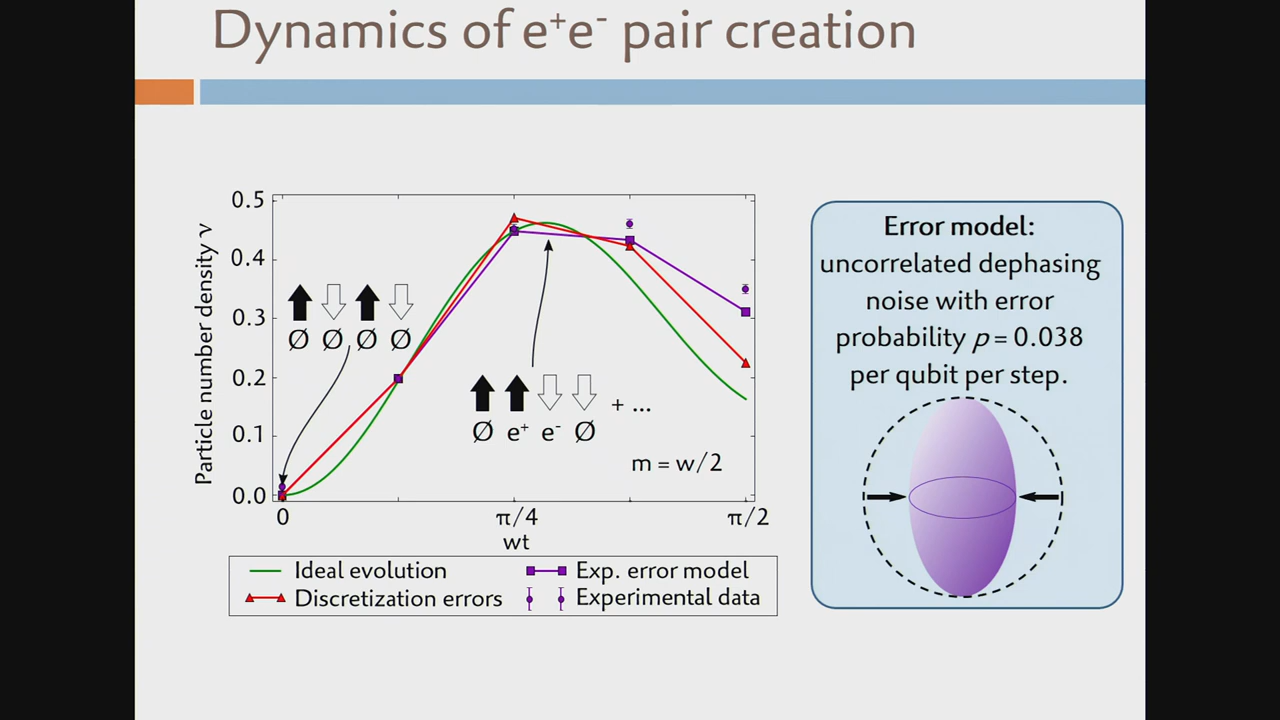 Dynamics of e⁺e⁻ pair creation
Particle number density ν
0.5
0.4
0.3
0.2
0.1
0.0
Ø Ø Ø Ø
+ ...
Ø e⁺ e⁻ Ø
m = w/2
0 π/4 π/2
wt
Ideal evolution
Discretization errors
Exp. error model
Experimental data
Error model:
uncorrelated dephasing
noise with error
probability p = 0.038
per qubit per step.